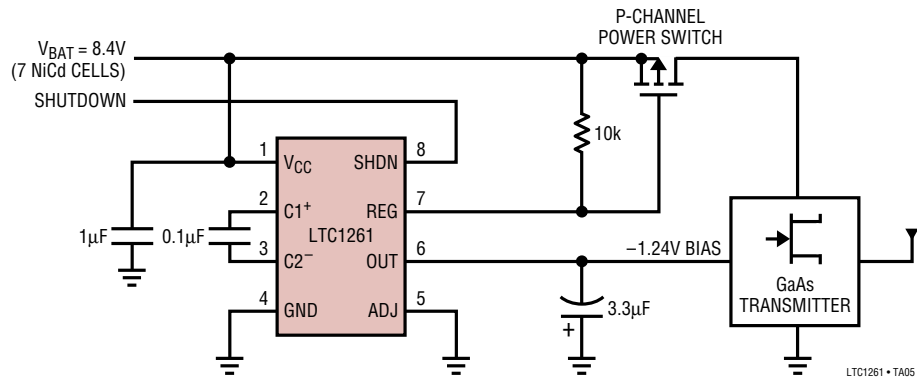 P-CHANNEL
POWER SWITCH
VBAT = 8.4V
(7 NiCd CELLS)
SHUTDOWN
10k
1
VCC
SHDN
8
2
C1+
REG
7
LTC1261
1µF
0.1µF
3
C2−
OUT
6
−1.24V BIAS
4
GND
ADJ
5
3.3µF
+
GaAs
TRANSMITTER
LTC1261 • TA05